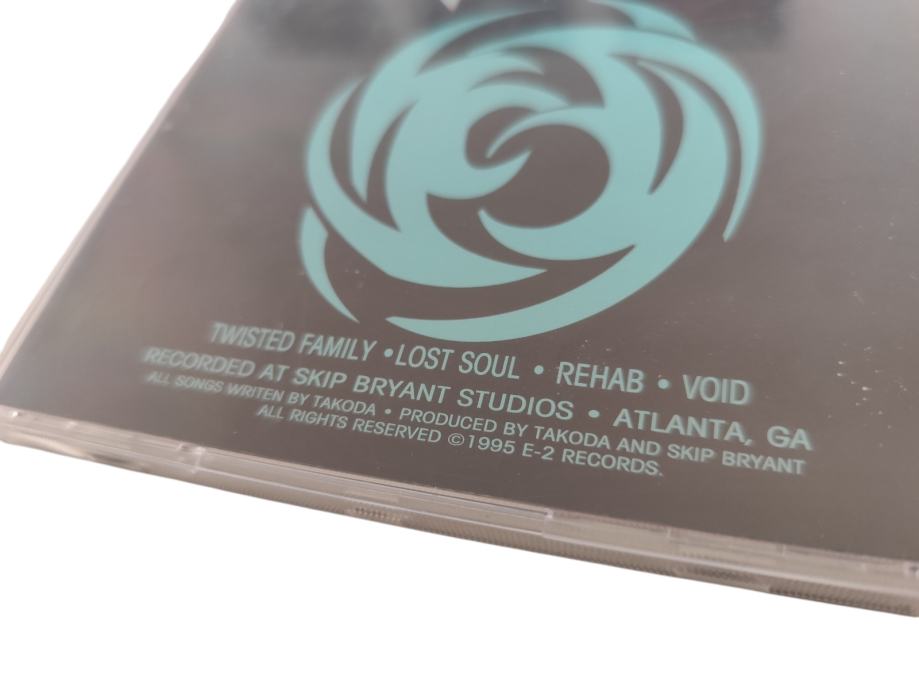 TWISTED FAMILY • LOST SOUL • REHAB • VOID
RECORDED AT SKIP BRYANT STUDIOS • ATLANTA, GA
ALL SONGS WRITEN BY TAKODA • PRODUCED BY TAKODA AND SKIP BRYANT
ALL RIGHTS RESERVED ©1995 E-2 RECORDS.